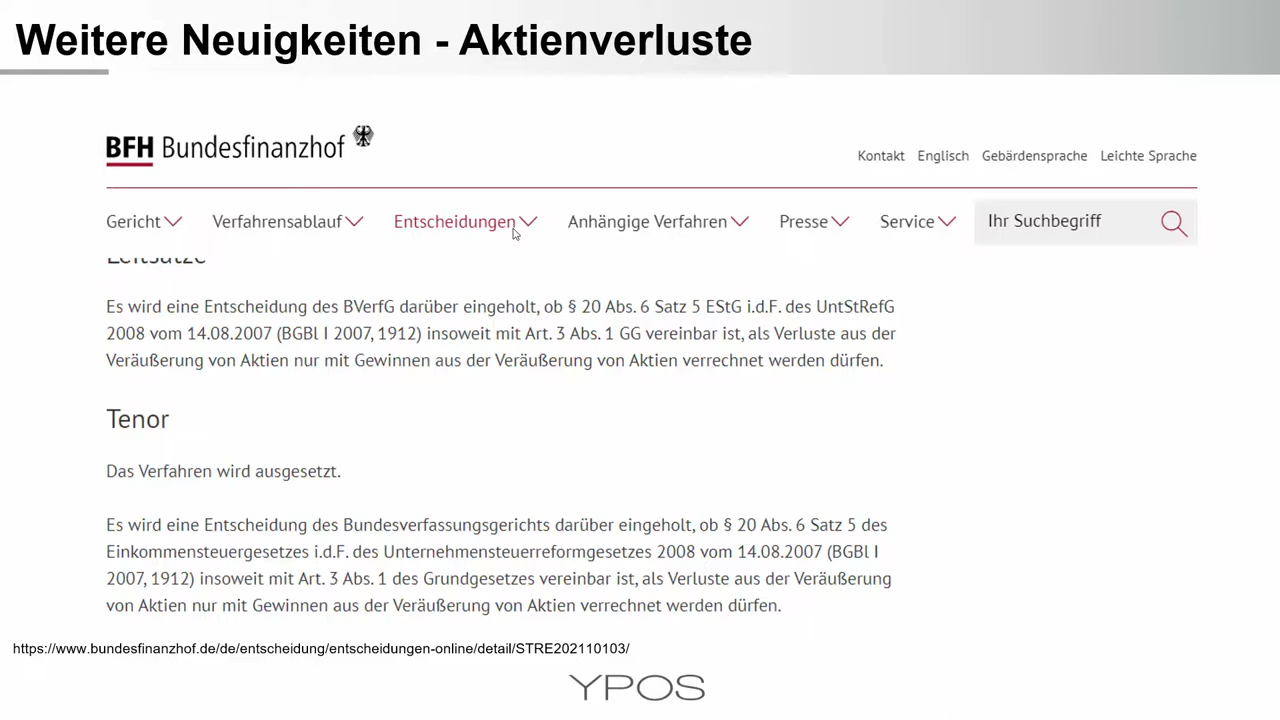 Weitere Neuigkeiten - Aktienverluste
BFH Bundesfinanzhof
Kontakt Englisch Gebärdensprache Leichte Sprache
Gericht Verfahrensablauf Entscheidungen Anhängige Verfahren Presse Service Ihr Suchbegriff
Leitsätze
Es wird eine Entscheidung des BVerfG darüber eingeholt, ob § 20 Abs. 6 Satz 5 EStG i.d.F. des UntStRefG
2008 vom 14.08.2007 (BGBl I 2007, 1912) insoweit mit Art. 3 Abs. 1 GG vereinbar ist, als Verluste aus der
Veräußerung von Aktien nur mit Gewinnen aus der Veräußerung von Aktien verrechnet werden dürfen.
Tenor
Das Verfahren wird ausgesetzt.
Es wird eine Entscheidung des Bundesverfassungsgerichts darüber eingeholt, ob § 20 Abs. 6 Satz 5 des
Einkommensteuergesetzes i.d.F. des Unternehmensteuerreformgesetzes 2008 vom 14.08.2007 (BGBl I
2007, 1912) insoweit mit Art. 3 Abs. 1 des Grundgesetzes vereinbar ist, als Verluste aus der Veräußerung
von Aktien nur mit Gewinnen aus der Veräußerung von Aktien verrechnet werden dürfen.
https://www.bundesfinanzhof.de/de/entscheidung/entscheidungen-online/detail/STRE202110103/
YPOS